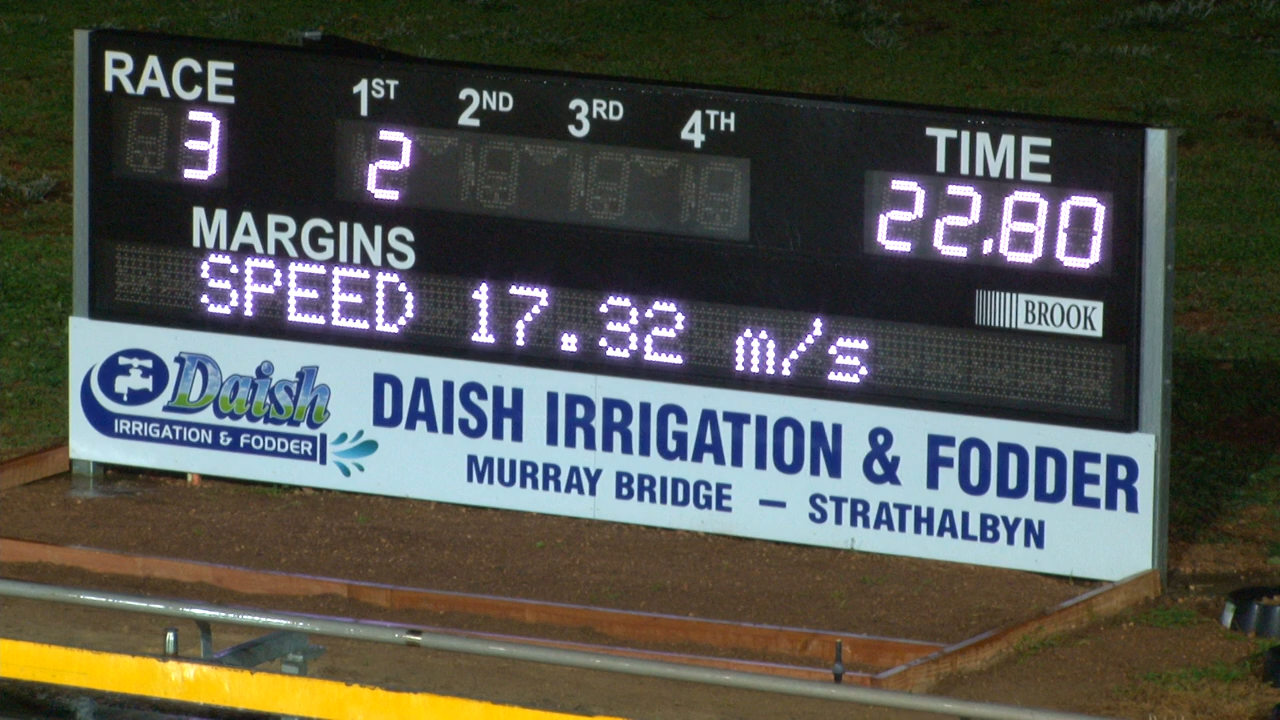 RACE 1ST 2ND 3RD 4TH TIME
3 2 22.80
MARGINS
SPEED 17.32 m/s
BROOK
Daish
IRRIGATION & FODDER
DAISH IRRIGATION & FODDER
MURRAY BRIDGE – STRATHALBYN